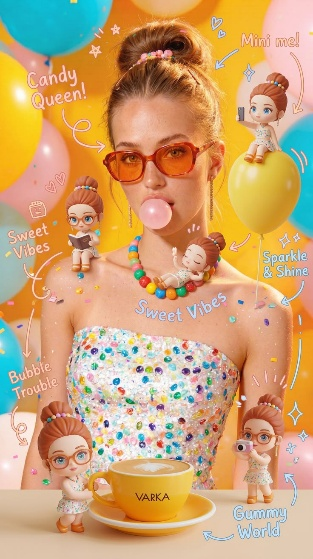 Mini me!
Candy
Queen!
Sweet
Vibes
Sparkle
& Shine
Sweet Vibes
Bubble
Trouble
VARKA
Gummy
World